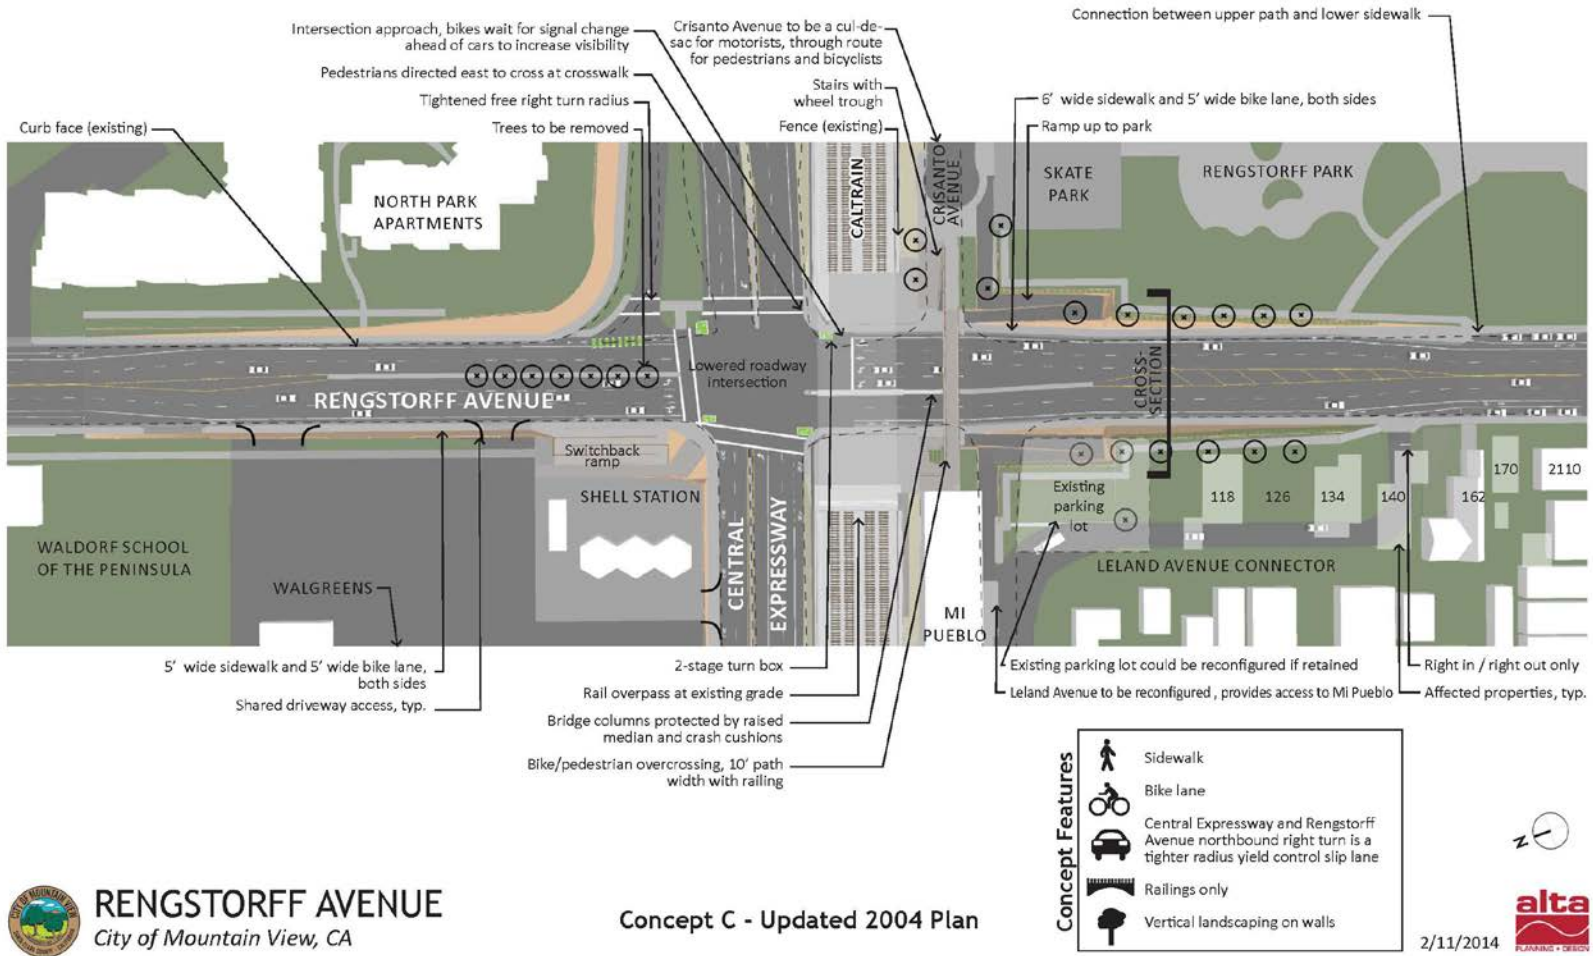 Connection between upper path and lower sidewalk
Intersection approach, bikes wait for signal change
ahead of cars to increase visibility
Crisanto Avenue to be a cul-de-
sac for motorists, through route
for pedestrians and bicyclists
Pedestrians directed east to cross at crosswalk
Tightened free right turn radius
Trees to be removed
Stairs with
wheel trough
Fence (existing)
6' wide sidewalk and 5' wide bike lane, both sides
Ramp up to park
Curb face (existing)
NORTH PARK
APARTMENTS
CALTRAIN
CRISANTO
AVENUE
SKATE
PARK
RENGSTORFF PARK
Lowered roadway
intersection
RENGSTORFF AVENUE
CROSS-
SECTION
Switchback
ramp
SHELL STATION
WALDORF SCHOOL
OF THE PENINSULA
WALGREENS
CENTRAL
EXPRESSWAY
MI
PUEBLO
Existing
parking
lot
118
126
134
140
162
170
2110
LELAND AVENUE CONNECTOR
5' wide sidewalk and 5' wide bike lane,
both sides
Shared driveway access, typ.
2-stage turn box
Rail overpass at existing grade
Bridge columns protected by raised
median and crash cushions
Bike/pedestrian overcrossing, 10' path
width with railing
Existing parking lot could be reconfigured if retained
Leland Avenue to be reconfigured , provides access to Mi Pueblo
Right in / right out only
Affected properties, typ.
Concept Features
Sidewalk
Bike lane
Central Expressway and Rengstorff
Avenue northbound right turn is a
tighter radius yield control slip lane
Railings only
Vertical landscaping on walls
N
CITY OF MOUNTAIN VIEW
RENGSTORFF AVENUE
City of Mountain View, CA
Concept C - Updated 2004 Plan
2/11/2014
alta
PLANNING + DESIGN